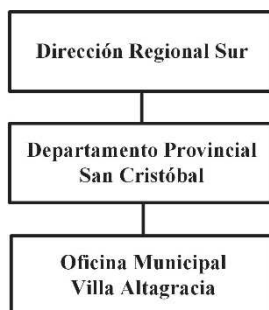 Dirección Regional Sur
Departamento Provincial
San Cristóbal
Oficina Municipal
Villa Altagracia